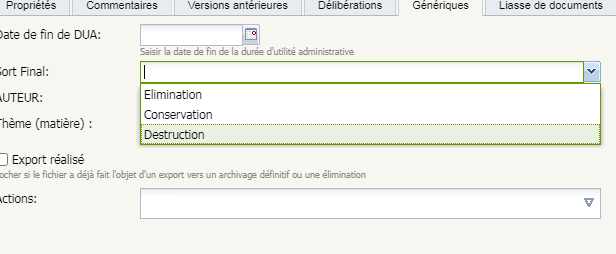 Propriétés Commentaires Versions antérieures Délibérations Génériques Liasse de documents
Date de fin de DUA:
Saisir la date de fin de la durée d'utilité administrative
Sort Final:
Elimination
AUTEUR:
Conservation
Thème (matière) :
Destruction
Export réalisé
ocher si le fichier a déjà fait l'objet d'un export vers un archivage définitif ou une élimination
Actions: